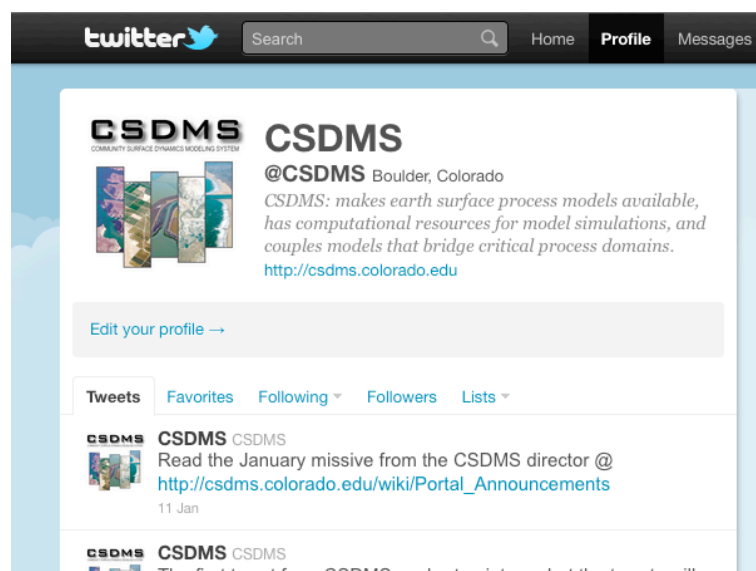 twitter
Search
Home Profile Messages
CSDMS
COMMUNITY SURFACE DYNAMICS MODELING SYSTEM
CSDMS
@CSDMS Boulder, Colorado
CSDMS: makes earth surface process models available,
has computational resources for model simulations, and
couples models that bridge critical process domains.
http://csdms.colorado.edu
Edit your profile →
Tweets Favorites Following Followers Lists
CSDMS
CSDMS CSDMS
Read the January missive from the CSDMS director @
http://csdms.colorado.edu/wiki/Portal_Announcements
11 Jan
CSDMS
CSDMS CSDMS